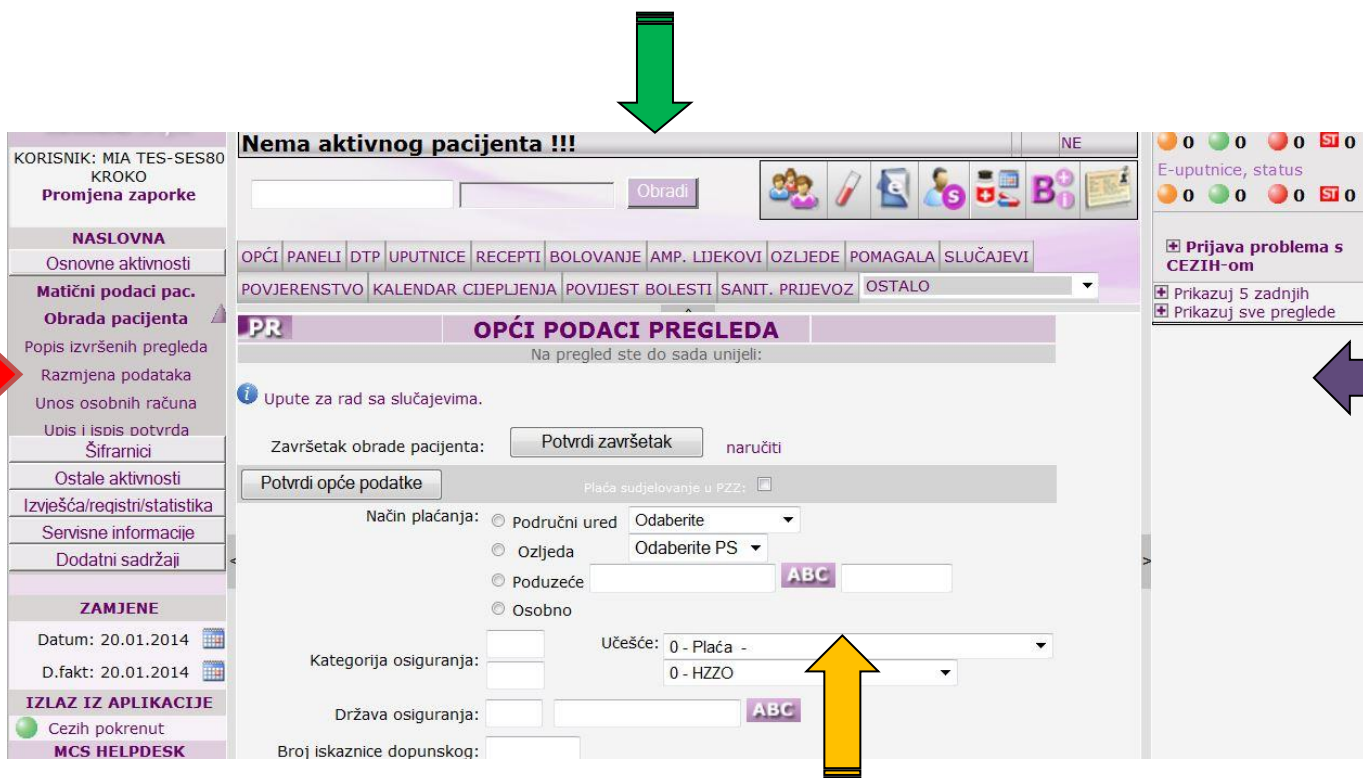 KORISNIK: MIA TES-SES80
KROKO
Promjena zaporke
NASLOVNA
Osnovne aktivnosti
Matični podaci pac.
Obrada pacijenta
Popis izvršenih pregleda
Razmjena podataka
Unos osobnih računa
Upis i ispis potvrda
Šifrarnici
Ostale aktivnosti
Izvješća/registri/statistika
Servisne informacije
Dodatni sadržaji
ZAMJENE
Datum: 20.01.2014
D.fakt: 20.01.2014
IZLAZ IZ APLIKACIJE
Cezih pokrenut
MCS HELPDESK
Nema aktivnog pacijenta !!!
NE
Obradi
OPĆI PANELI DTP UPUTNICE RECEPTI BOLOVANJE AMP. LIJEKOVI OZLJEDE POMAGALA SLUČAJEVI
POVJERENSTVO KALENDAR CIJEPLJENJA POVIJEST BOLESTI SANIT. PRIJEVOZ OSTALO
PR OPĆI PODACI PREGLEDA
Na pregled ste do sada unijeli:
Upute za rad sa slučajevima.
Završetak obrade pacijenta: Potvrdi završetak naručiti
Potvrdi opće podatke Plaća sudjelovanje u PZZ:
Način plaćanja: Područni ured Odaberite
Ozljeda Odaberite PS
Poduzeće ABC
Osobno
Kategorija osiguranja: Učešće: 0 - Plaća -
0 - HZZO
Država osiguranja: ABC
Broj iskaznice dopunskog:
0 0 0 ST 0
E-uputnice, status
0 0 0 ST 0
Prijava problema s
CEZIH-om
Prikazuj 5 zadnjih
Prikazuj sve preglede